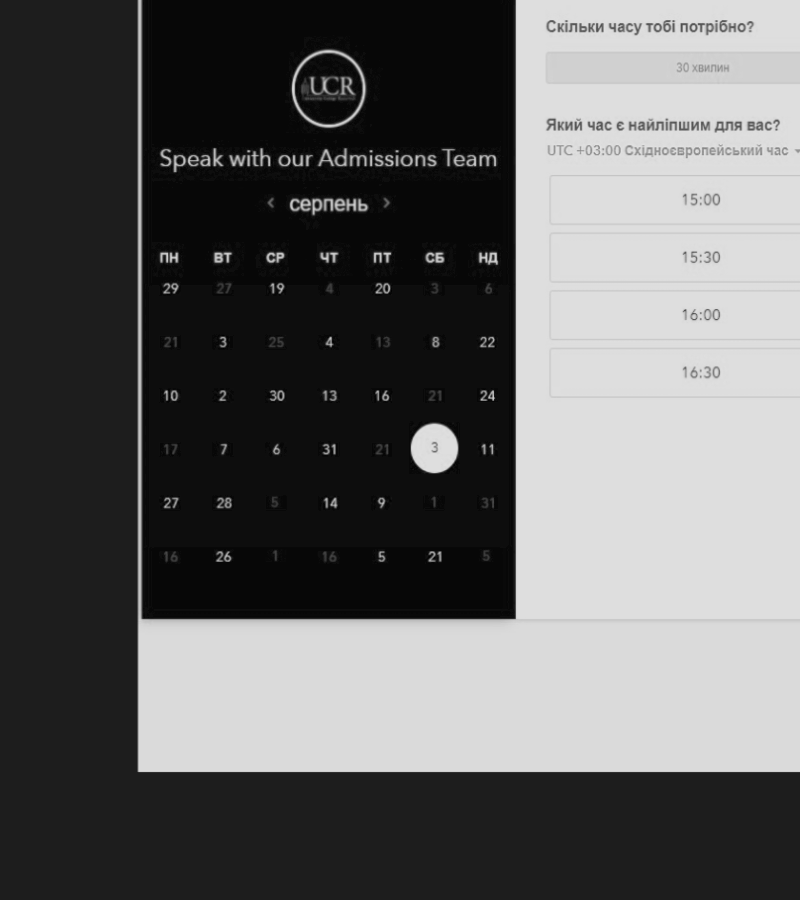 UCR
Speak with our Admissions Team
‹ серпень ›
ПН ВТ СР ЧТ ПТ СБ НД
29 27 19 4 20 3 6
21 3 25 4 13 8 22
10 2 30 13 16 21 24
17 7 6 31 21 3 11
27 28 5 14 9 1 31
16 26 1 16 5 21 5
Скільки часу тобі потрібно?
30 хвилин
Який час є найліпшим для вас?
UTC +03:00 Східноєвропейський час
15:00
15:30
16:00
16:30